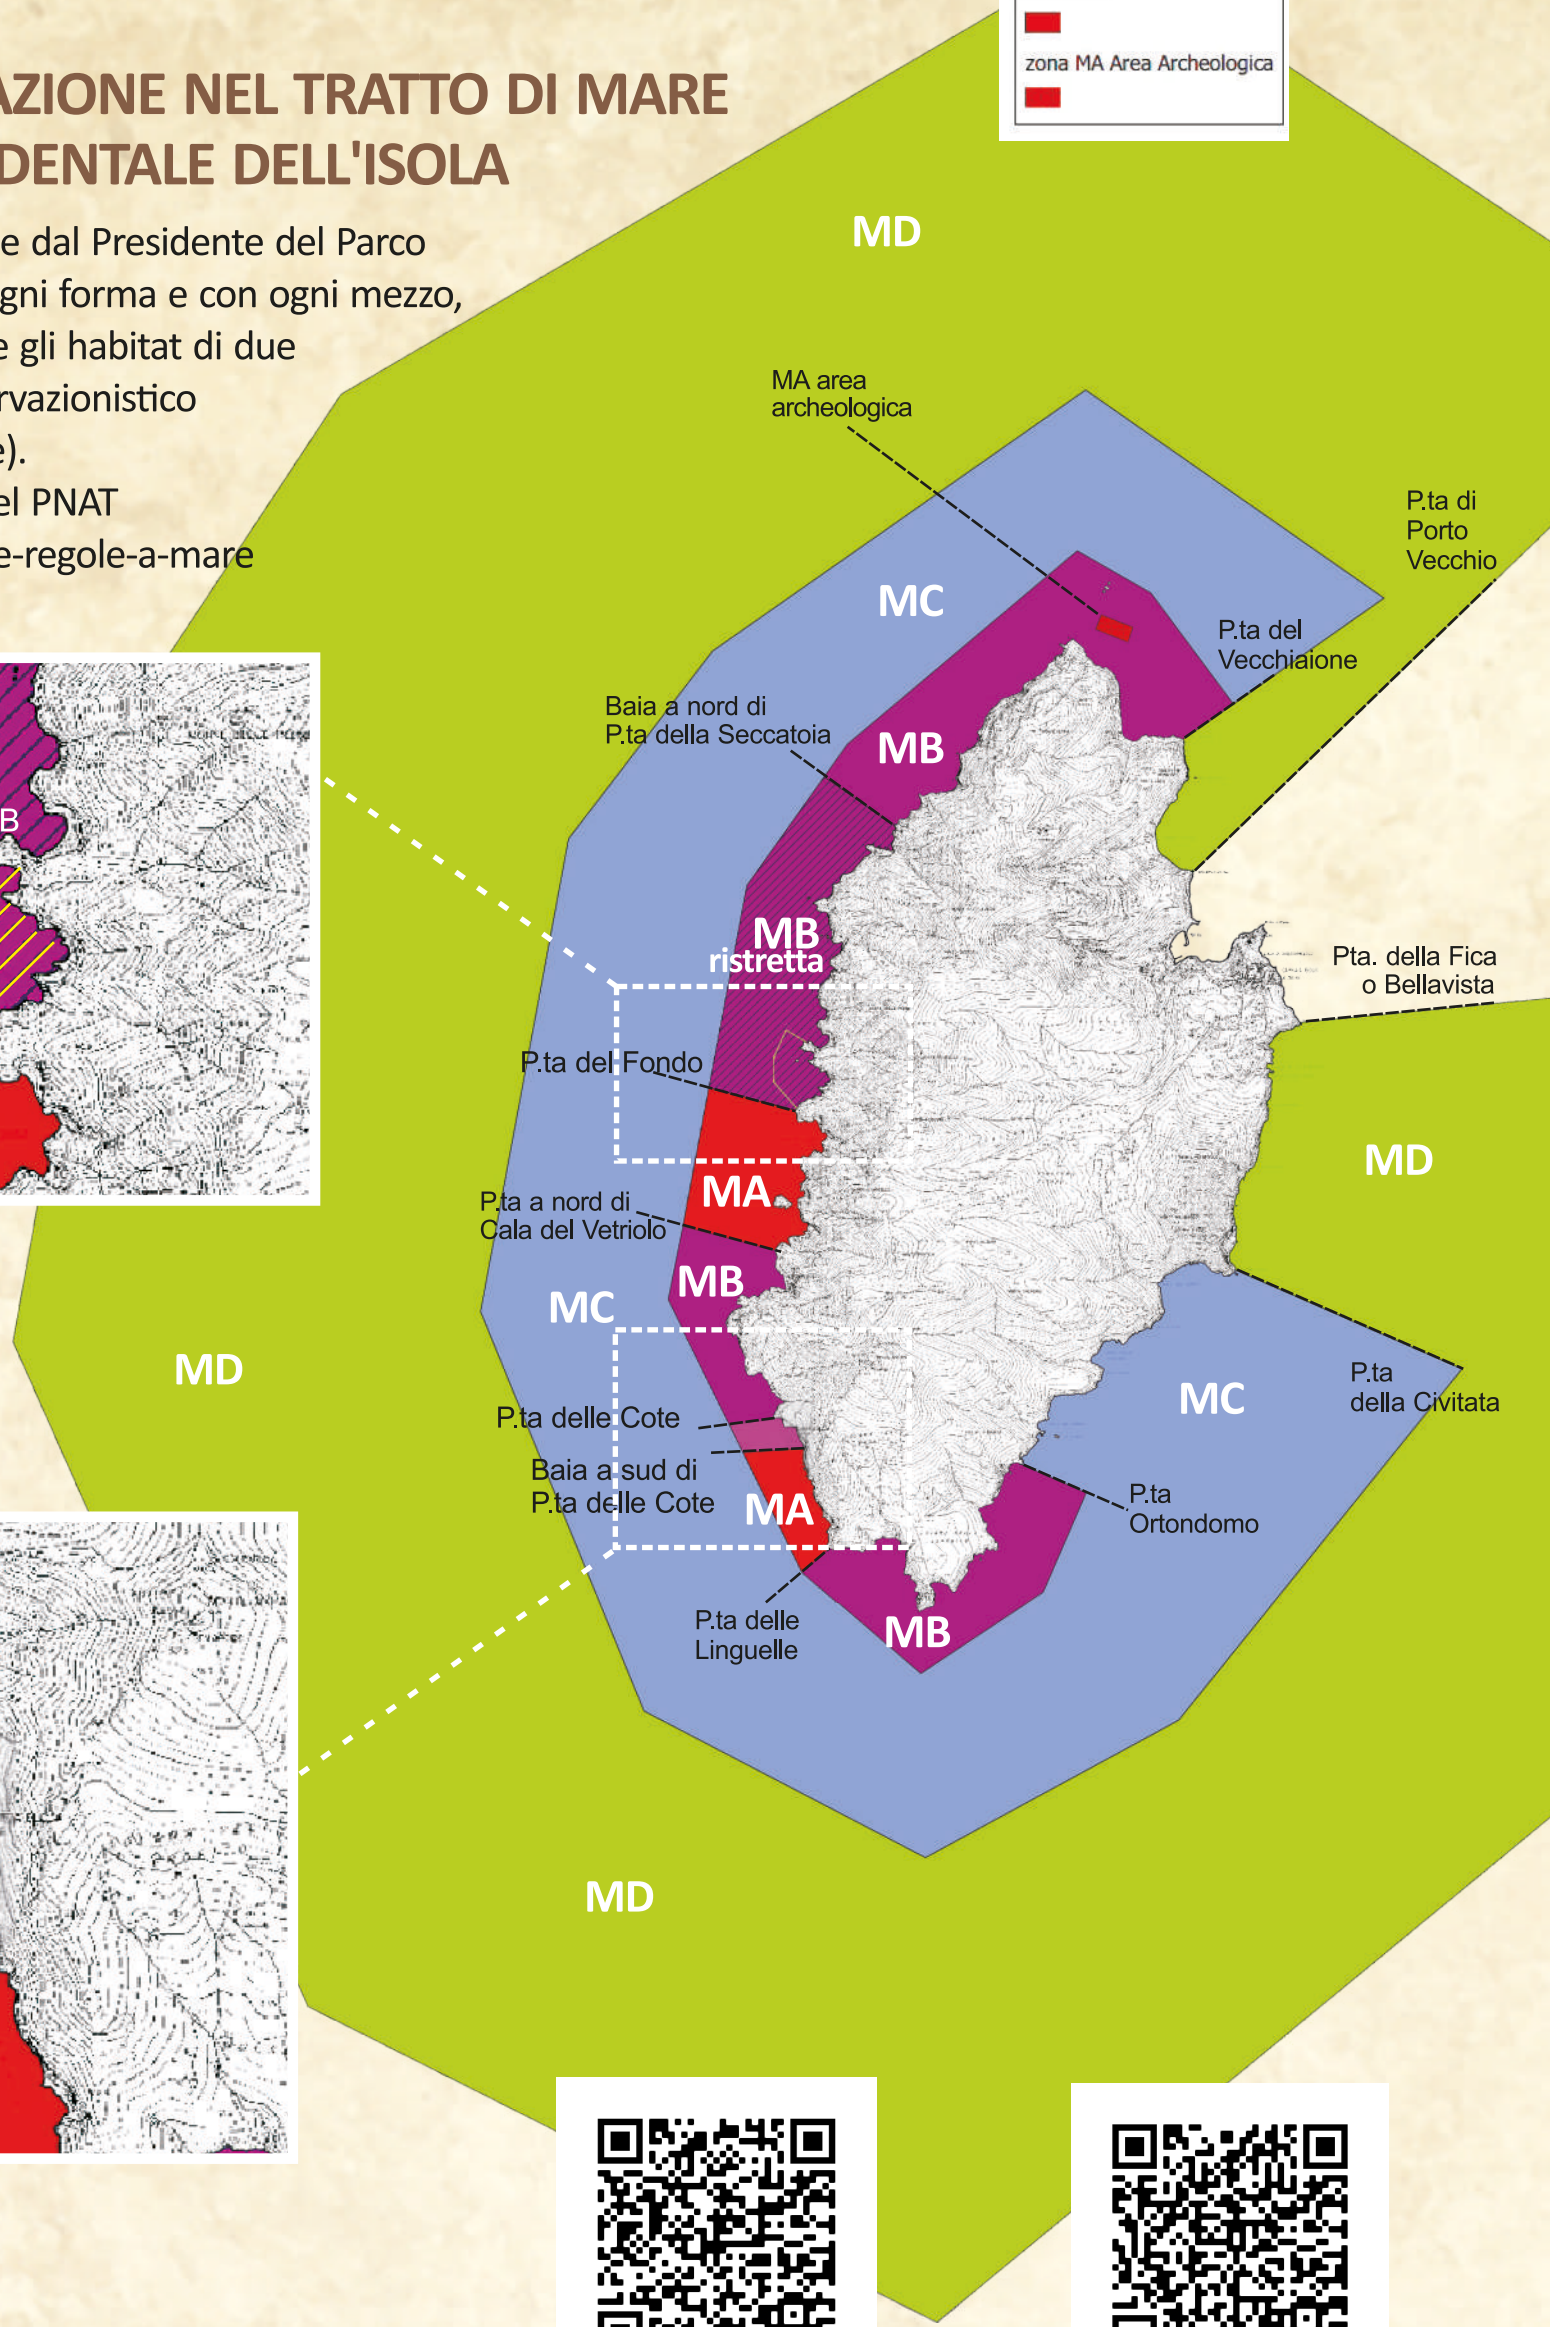 zona MA Area Archeologica
AZIONE NEL TRATTO DI MARE
DENTALE DELL'ISOLA
e dal Presidente del Parco
gni forma e con ogni mezzo,
e gli habitat di due
rvazionistico
e).
el PNAT
e-regole-a-mare
MD
MA area
archeologica
P.ta di
Porto
Vecchio
MC
P.ta del
Vecchiaione
Baia a nord di
P.ta della Seccatoia
MB
B
MB
ristretta
Pta. della Fica
o Bellavista
P.ta del Fondo
MD
MA
P.ta a nord di
Cala del Vetriolo
MB
MC
MD
P.ta
della Civitata
MC
P.ta delle Cote
Baia a sud di
P.ta delle Cote
MA
P.ta
Ortondomo
P.ta delle
Linguelle
MB
MD